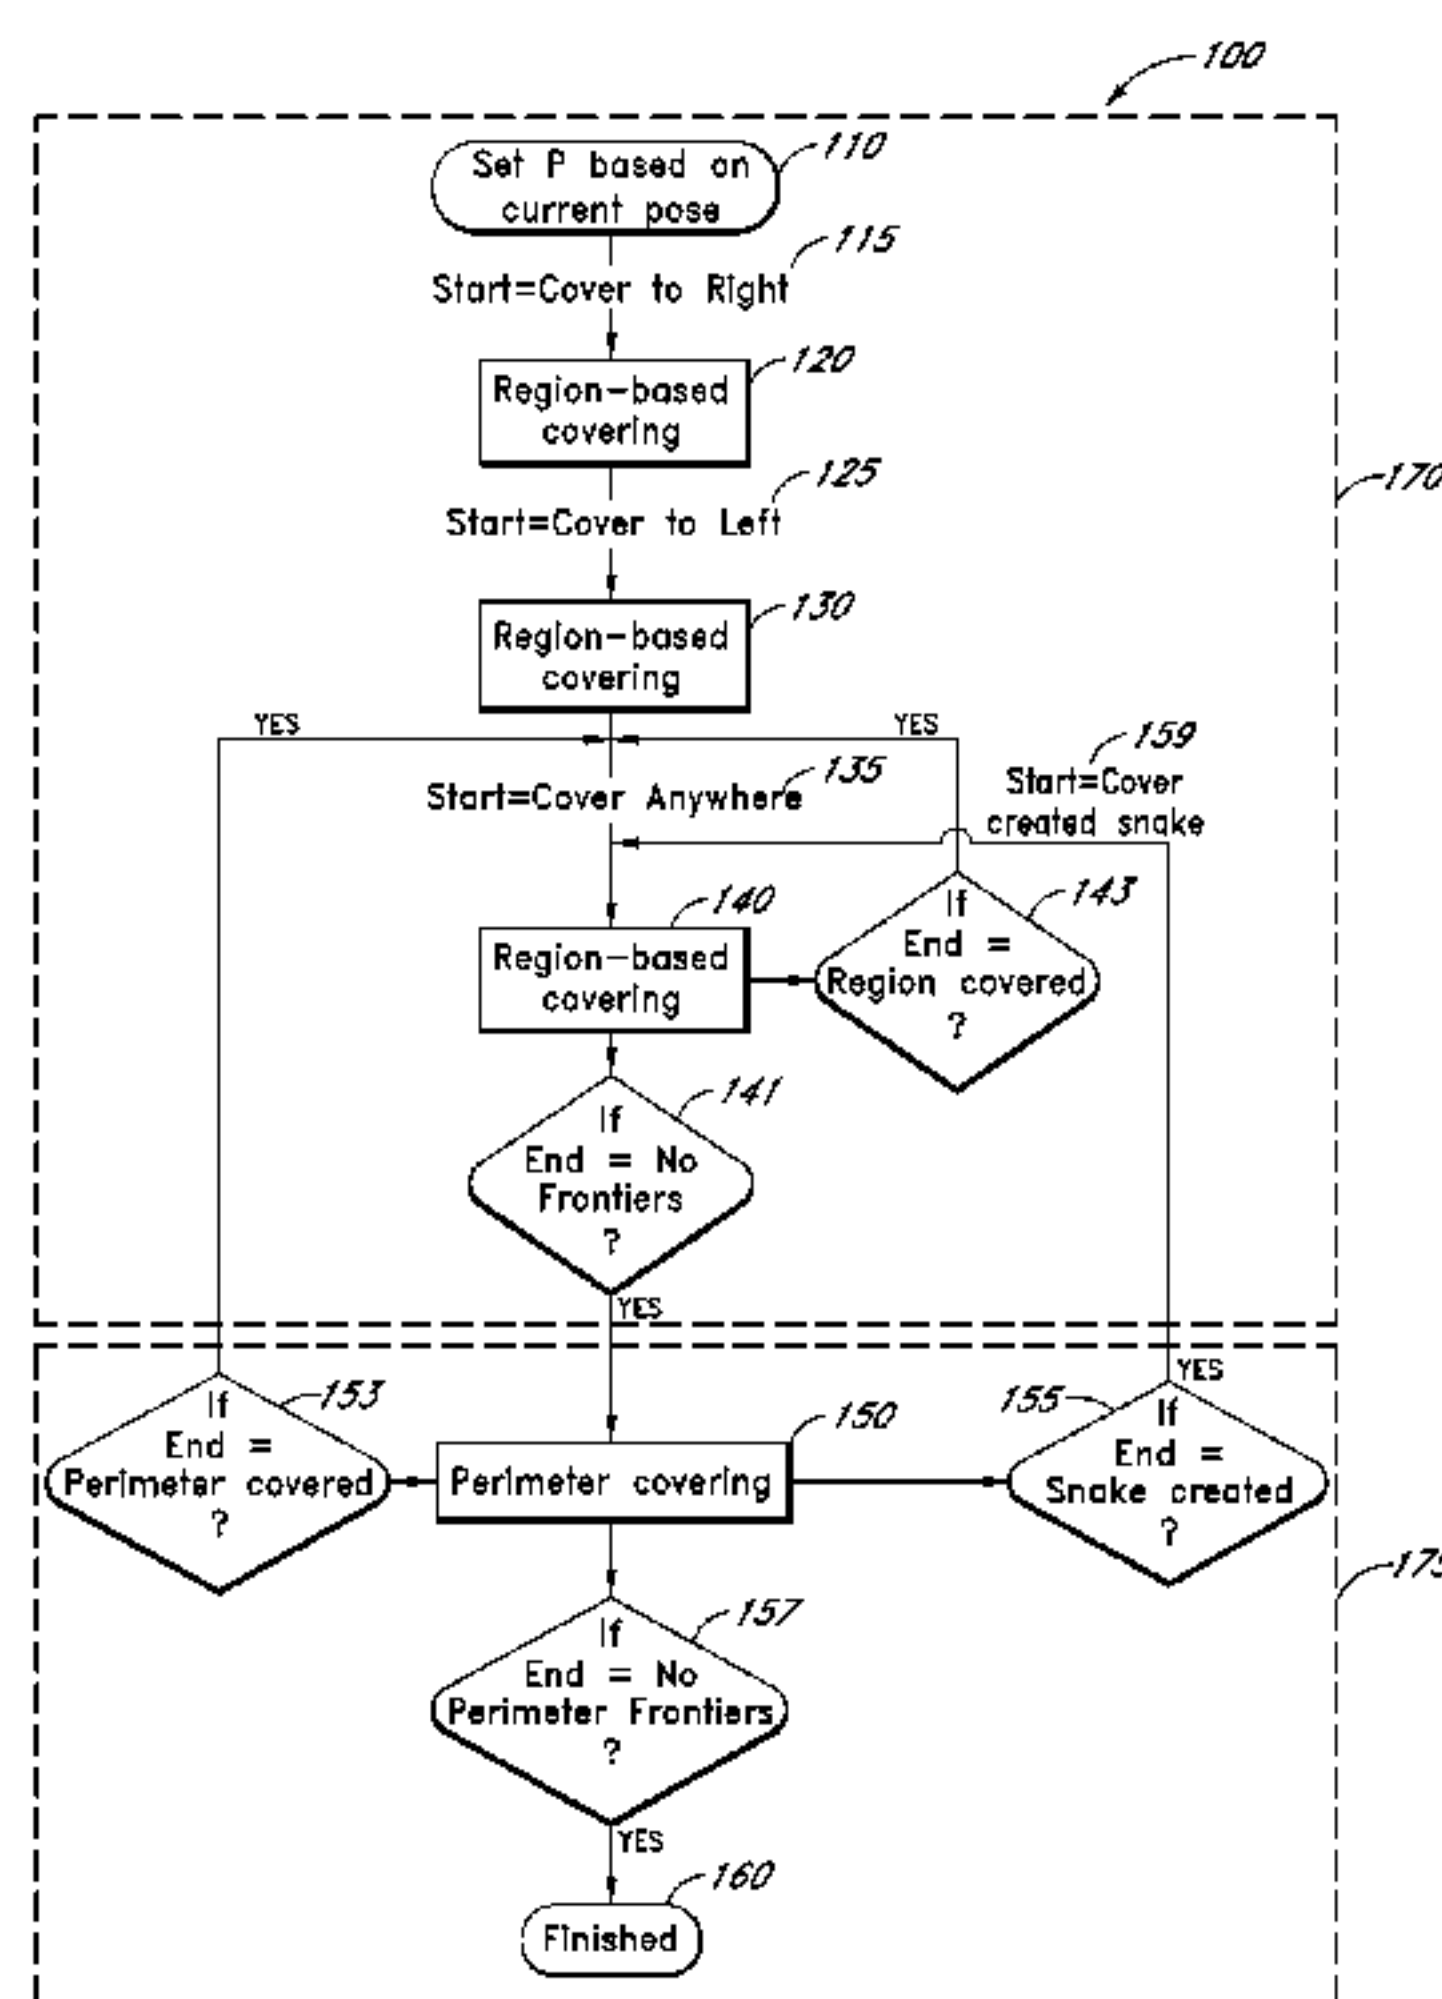 100
Set P based on
current pose
110
115
Start=Cover to Right
120
Region-based
covering
125
Start=Cover to Left
170
130
Region-based
covering
YES
YES
159
Start=Cover
created snake
135
Start=Cover Anywhere
140
Region-based
covering
143
If
End =
Region covered
?
141
If
End = No
Frontiers
?
YES
153
If
End =
Perimeter covered
?
150
Perimeter covering
YES
155
If
End =
Snake created
?
157
If
End = No
Perimeter Frontiers
?
YES
160
Finished